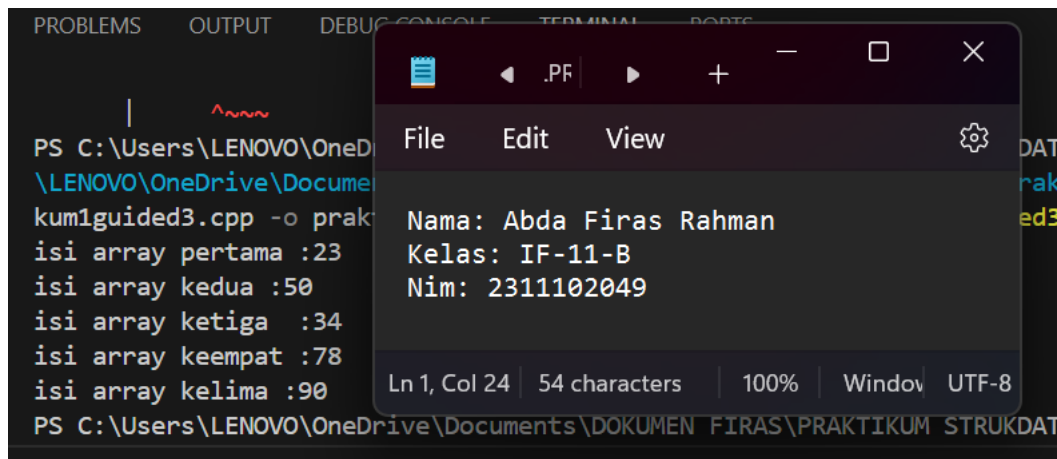 PROBLEMS OUTPUT DEBUG CONSOLE TERMINAL PORTS
.PR
| ^~~~
File Edit View
PS C:\Users\LENOVO\OneD
\LENOVO\OneDrive\Documen
kum1guided3.cpp -o prak
isi array pertama :23
isi array kedua :50
isi array ketiga :34
isi array keempat :78
isi array kelima :90
Nama: Abda Firas Rahman
Kelas: IF-11-B
Nim: 2311102049
Ln 1, Col 24 54 characters 100% Window UTF-8
PS C:\Users\LENOVO\OneDrive\Documents\DOKUMEN FIRAS\PRAKTIKUM STRUKDAT